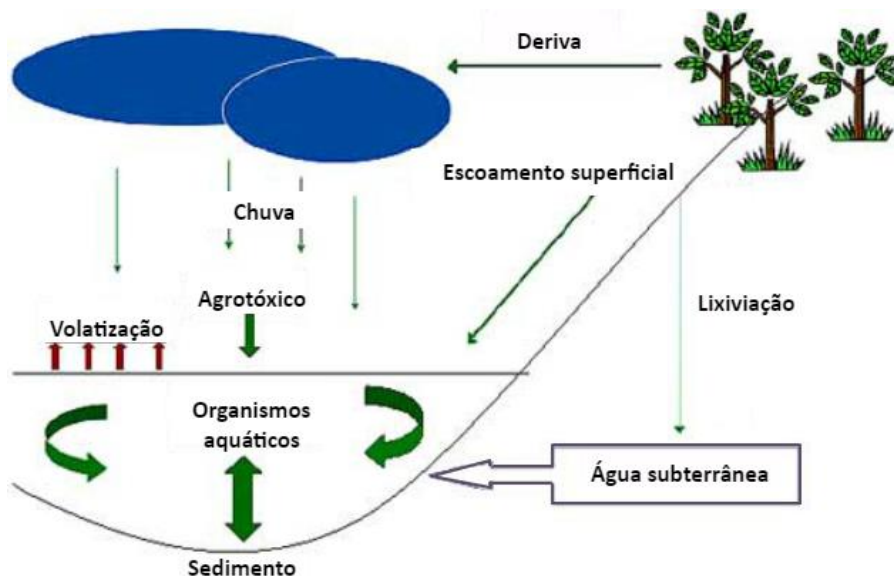 Deriva
Escoamento superficial
Chuva
Agrotóxico
Volatização
Lixiviação
Organismos
aquáticos
Água subterrânea
Sedimento